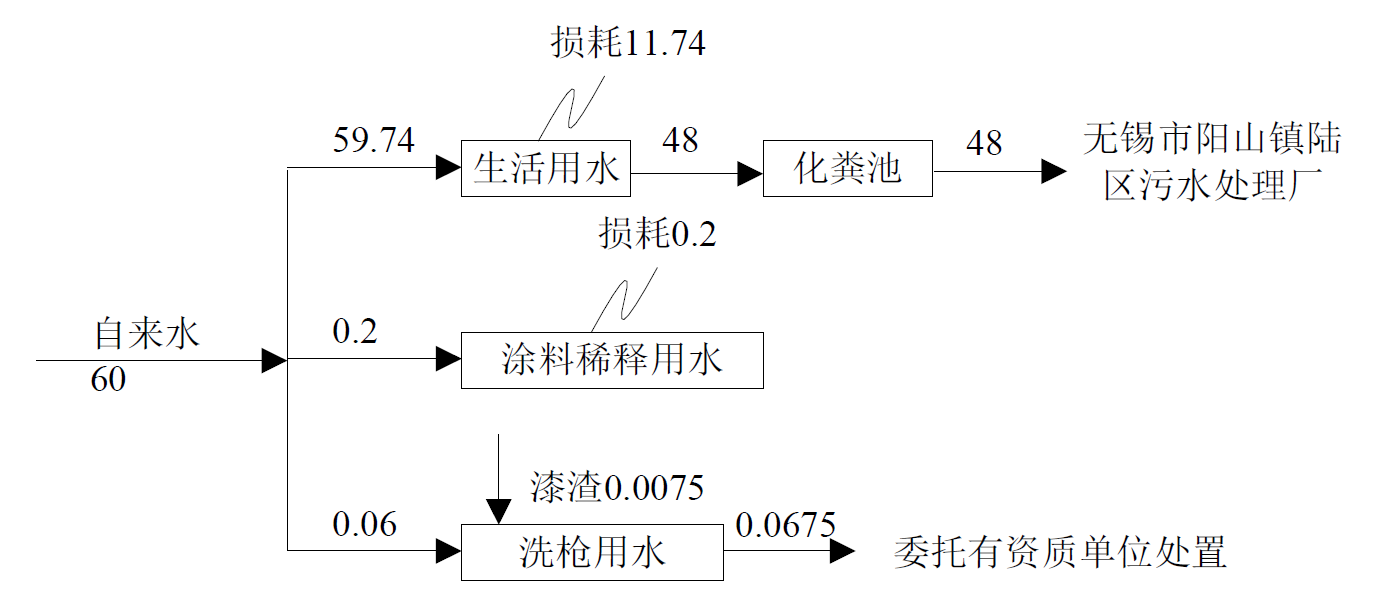 损耗11.74
59.74
生活用水
48
化粪池
48
无锡市阳山镇陆
区污水处理厂
损耗0.2
自来水
60
0.2
涂料稀释用水
漆渣0.0075
0.06
洗枪用水
0.0675
委托有资质单位处置